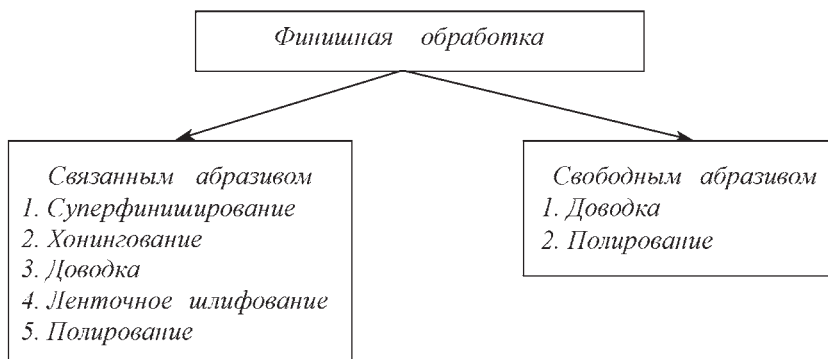 Финишная обработка
Связанным абразивом
1. Суперфиниширование
2. Хонингование
3. Доводка
4. Ленточное шлифование
5. Полирование
Свободным абразивом
1. Доводка
2. Полирование